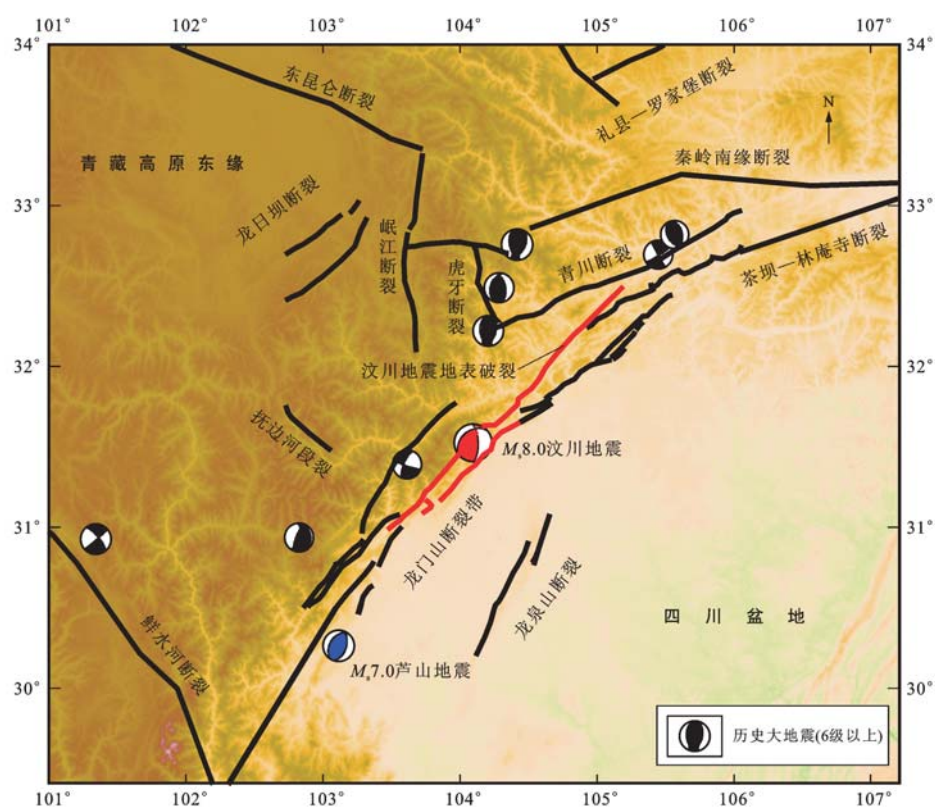 101° 102° 103° 104° 105° 106° 107°
34° 34°
东昆仑断裂
礼县—罗家堡断裂
N
青藏高原东缘
秦岭南缘断裂
33° 33°
龙日坝断裂
岷江断裂
虎牙断裂
青川断裂
茶坝—林庵寺断裂
32° 32°
汶川地震地表破裂
抚边河段裂
Ms8.0汶川地震
31° 31°
龙门山断裂带
龙泉山断裂
四川盆地
鲜水河断裂
Ms7.0芦山地震
30° 30°
历史大地震(6级以上)
101° 102° 103° 104° 105° 106° 107°